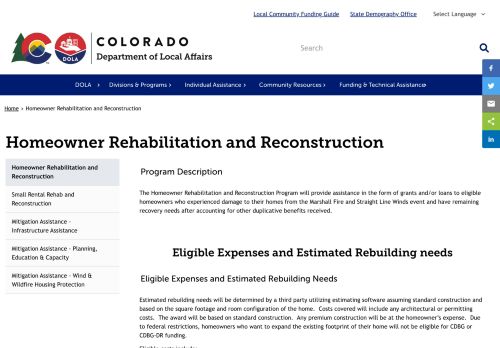 Local Community Funding Guide State Demography Office Select Language
COLORADO
Department of Local Affairs
DOLA
Search
DOLA Divisions & Programs Individual Assistance Community Resources Funding & Technical Assistance
Home > Homeowner Rehabilitation and Reconstruction
Homeowner Rehabilitation and Reconstruction
Homeowner Rehabilitation and
Reconstruction
Small Rental Rehab and
Reconstruction
Mitigation Assistance -
Infrastructure Assistance
Mitigation Assistance - Planning,
Education & Capacity
Mitigation Assistance - Wind &
Wildfire Housing Protection
Program Description
The Homeowner Rehabilitation and Reconstruction Program will provide assistance in the form of grants and/or loans to eligible
homeowners who experienced damage to their homes from the Marshall Fire and Straight Line Winds event and have remaining
recovery needs after accounting for other duplicative benefits received.
Eligible Expenses and Estimated Rebuilding needs
Eligible Expenses and Estimated Rebuilding Needs
Estimated rebuilding needs will be determined by a third party utilizing estimating software assuming standard construction and
based on the square footage and room configuration of the home. Costs covered will include any architectural or permitting
costs. The award will be based on standard construction. Any premium construction will be at the homeowner's expense. Due
to federal restrictions, homeowners who want to expand the existing footprint of their home will not be eligible for CDBG or
CDBG-DR funding.